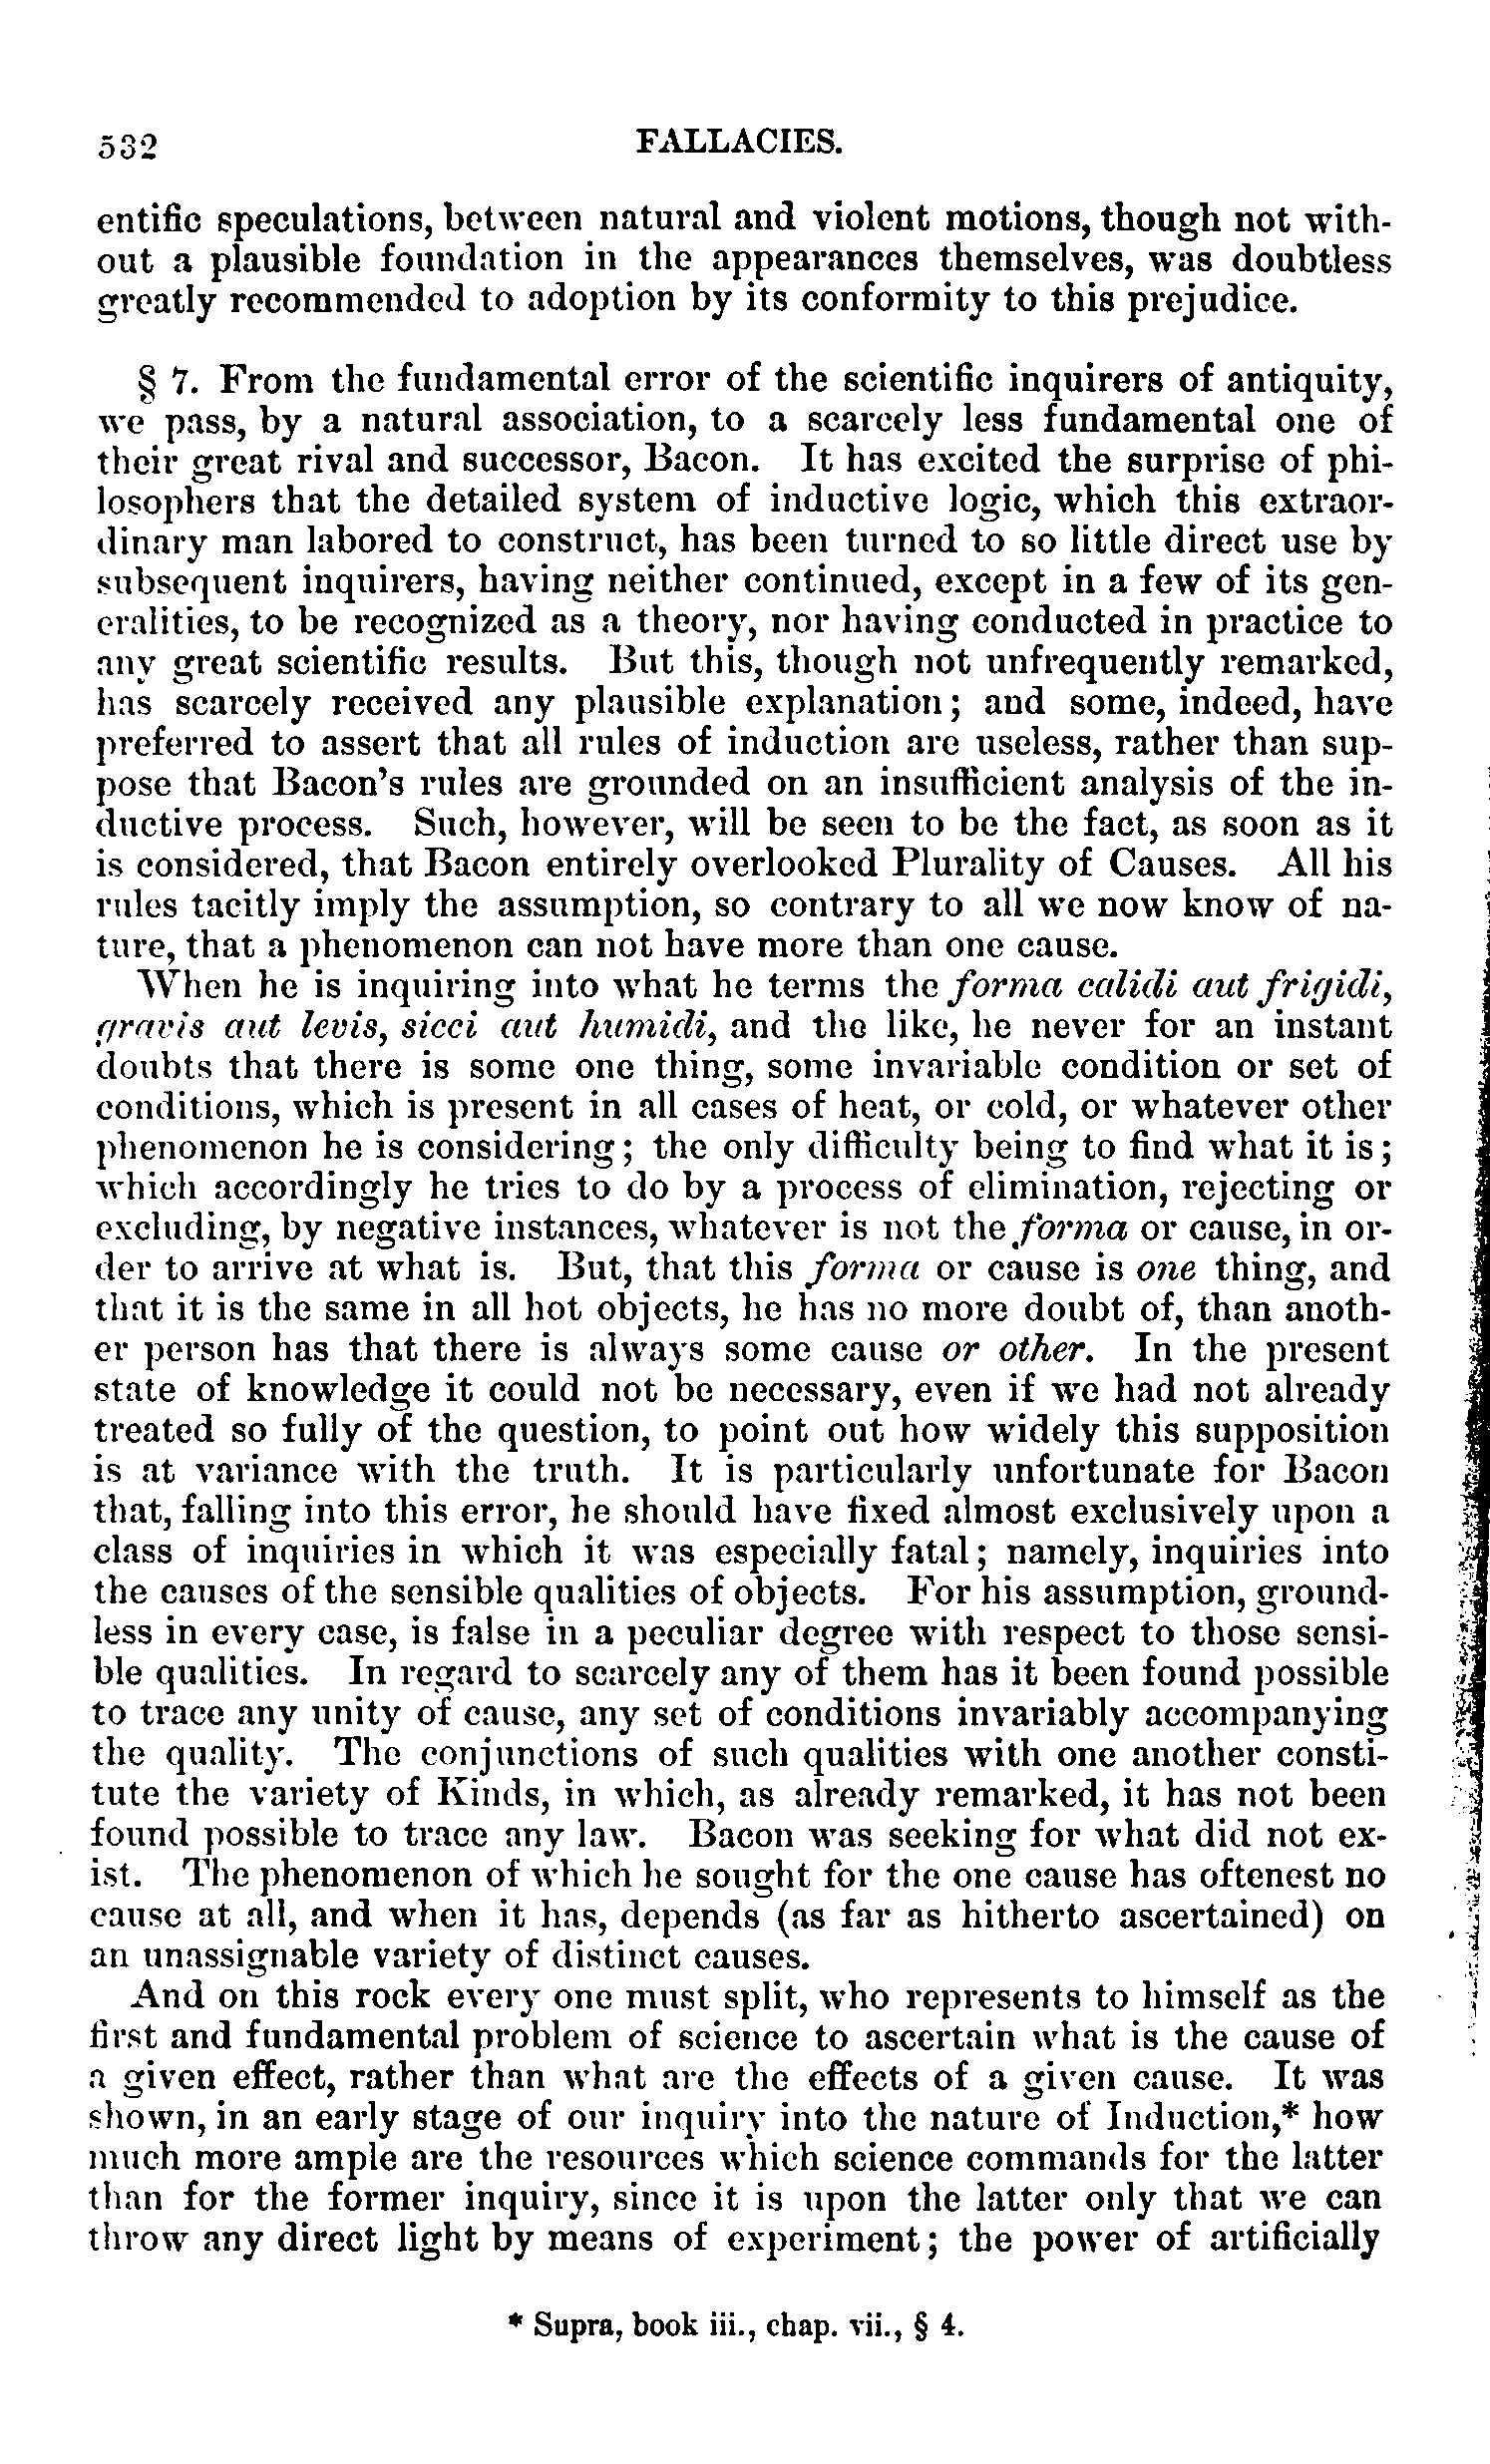 532 FALLACIES.
entific speculations, between natural and violent motions, though not with-
out a plausible foundation in the appearances themselves, was doubtless
greatly recommended to adoption by its conformity to this prejudice.
§ 7. From the fundamental error of the scientific inquirers of antiquity,
we pass, by a natural association, to a scarcely less fundamental one of
their great rival and successor, Bacon. It has excited the surprise of phi-
losophers that the detailed system of inductive logic, which this extraor-
dinary man labored to construct, has been turned to so little direct use by
subsequent inquirers, having neither continued, except in a few of its gen-
eralities, to be recognized as a theory, nor having conducted in practice to
any great scientific results. But this, though not unfrequently remarked,
has scarcely received any plausible explanation; and some, indeed, have
preferred to assert that all rules of induction are useless, rather than sup-
pose that Bacon's rules are grounded on an insufficient analysis of the in-
ductive process. Such, however, will be seen to be the fact, as soon as it
is considered, that Bacon entirely overlooked Plurality of Causes. All his
rules tacitly imply the assumption, so contrary to all we now know of na-
ture, that a phenomenon can not have more than one cause.
When he is inquiring into what he terms the forma calidi aut frigidi,
gravis aut levis, sicci aut humidi, and the like, he never for an instant
doubts that there is some one thing, some invariable condition or set of
conditions, which is present in all cases of heat, or cold, or whatever other
phenomenon he is considering; the only difficulty being to find what it is;
which accordingly he tries to do by a process of elimination, rejecting or
excluding, by negative instances, whatever is not the forma or cause, in or-
der to arrive at what is. But, that this forma or cause is one thing, and
that it is the same in all hot objects, he has no more doubt of, than anoth-
er person has that there is always some cause or other. In the present
state of knowledge it could not be necessary, even if we had not already
treated so fully of the question, to point out how widely this supposition
is at variance with the truth. It is particularly unfortunate for Bacon
that, falling into this error, he should have fixed almost exclusively upon a
class of inquiries in which it was especially fatal; namely, inquiries into
the causes of the sensible qualities of objects. For his assumption, ground-
less in every case, is false in a peculiar degree with respect to those sensi-
ble qualities. In regard to scarcely any of them has it been found possible
to trace any unity of cause, any set of conditions invariably accompanying
the quality. The conjunctions of such qualities with one another consti-
tute the variety of Kinds, in which, as already remarked, it has not been
found possible to trace any law. Bacon was seeking for what did not ex-
ist. The phenomenon of which he sought for the one cause has oftenest no
cause at all, and when it has, depends (as far as hitherto ascertained) on
an unassignable variety of distinct causes.
And on this rock every one must split, who represents to himself as the
first and fundamental problem of science to ascertain what is the cause of
a given effect, rather than what are the effects of a given cause. It was
shown, in an early stage of our inquiry into the nature of Induction,* how
much more ample are the resources which science commands for the latter
than for the former inquiry, since it is upon the latter only that we can
throw any direct light by means of experiment; the power of artificially
* Supra, book iii., chap. vii., § 4.